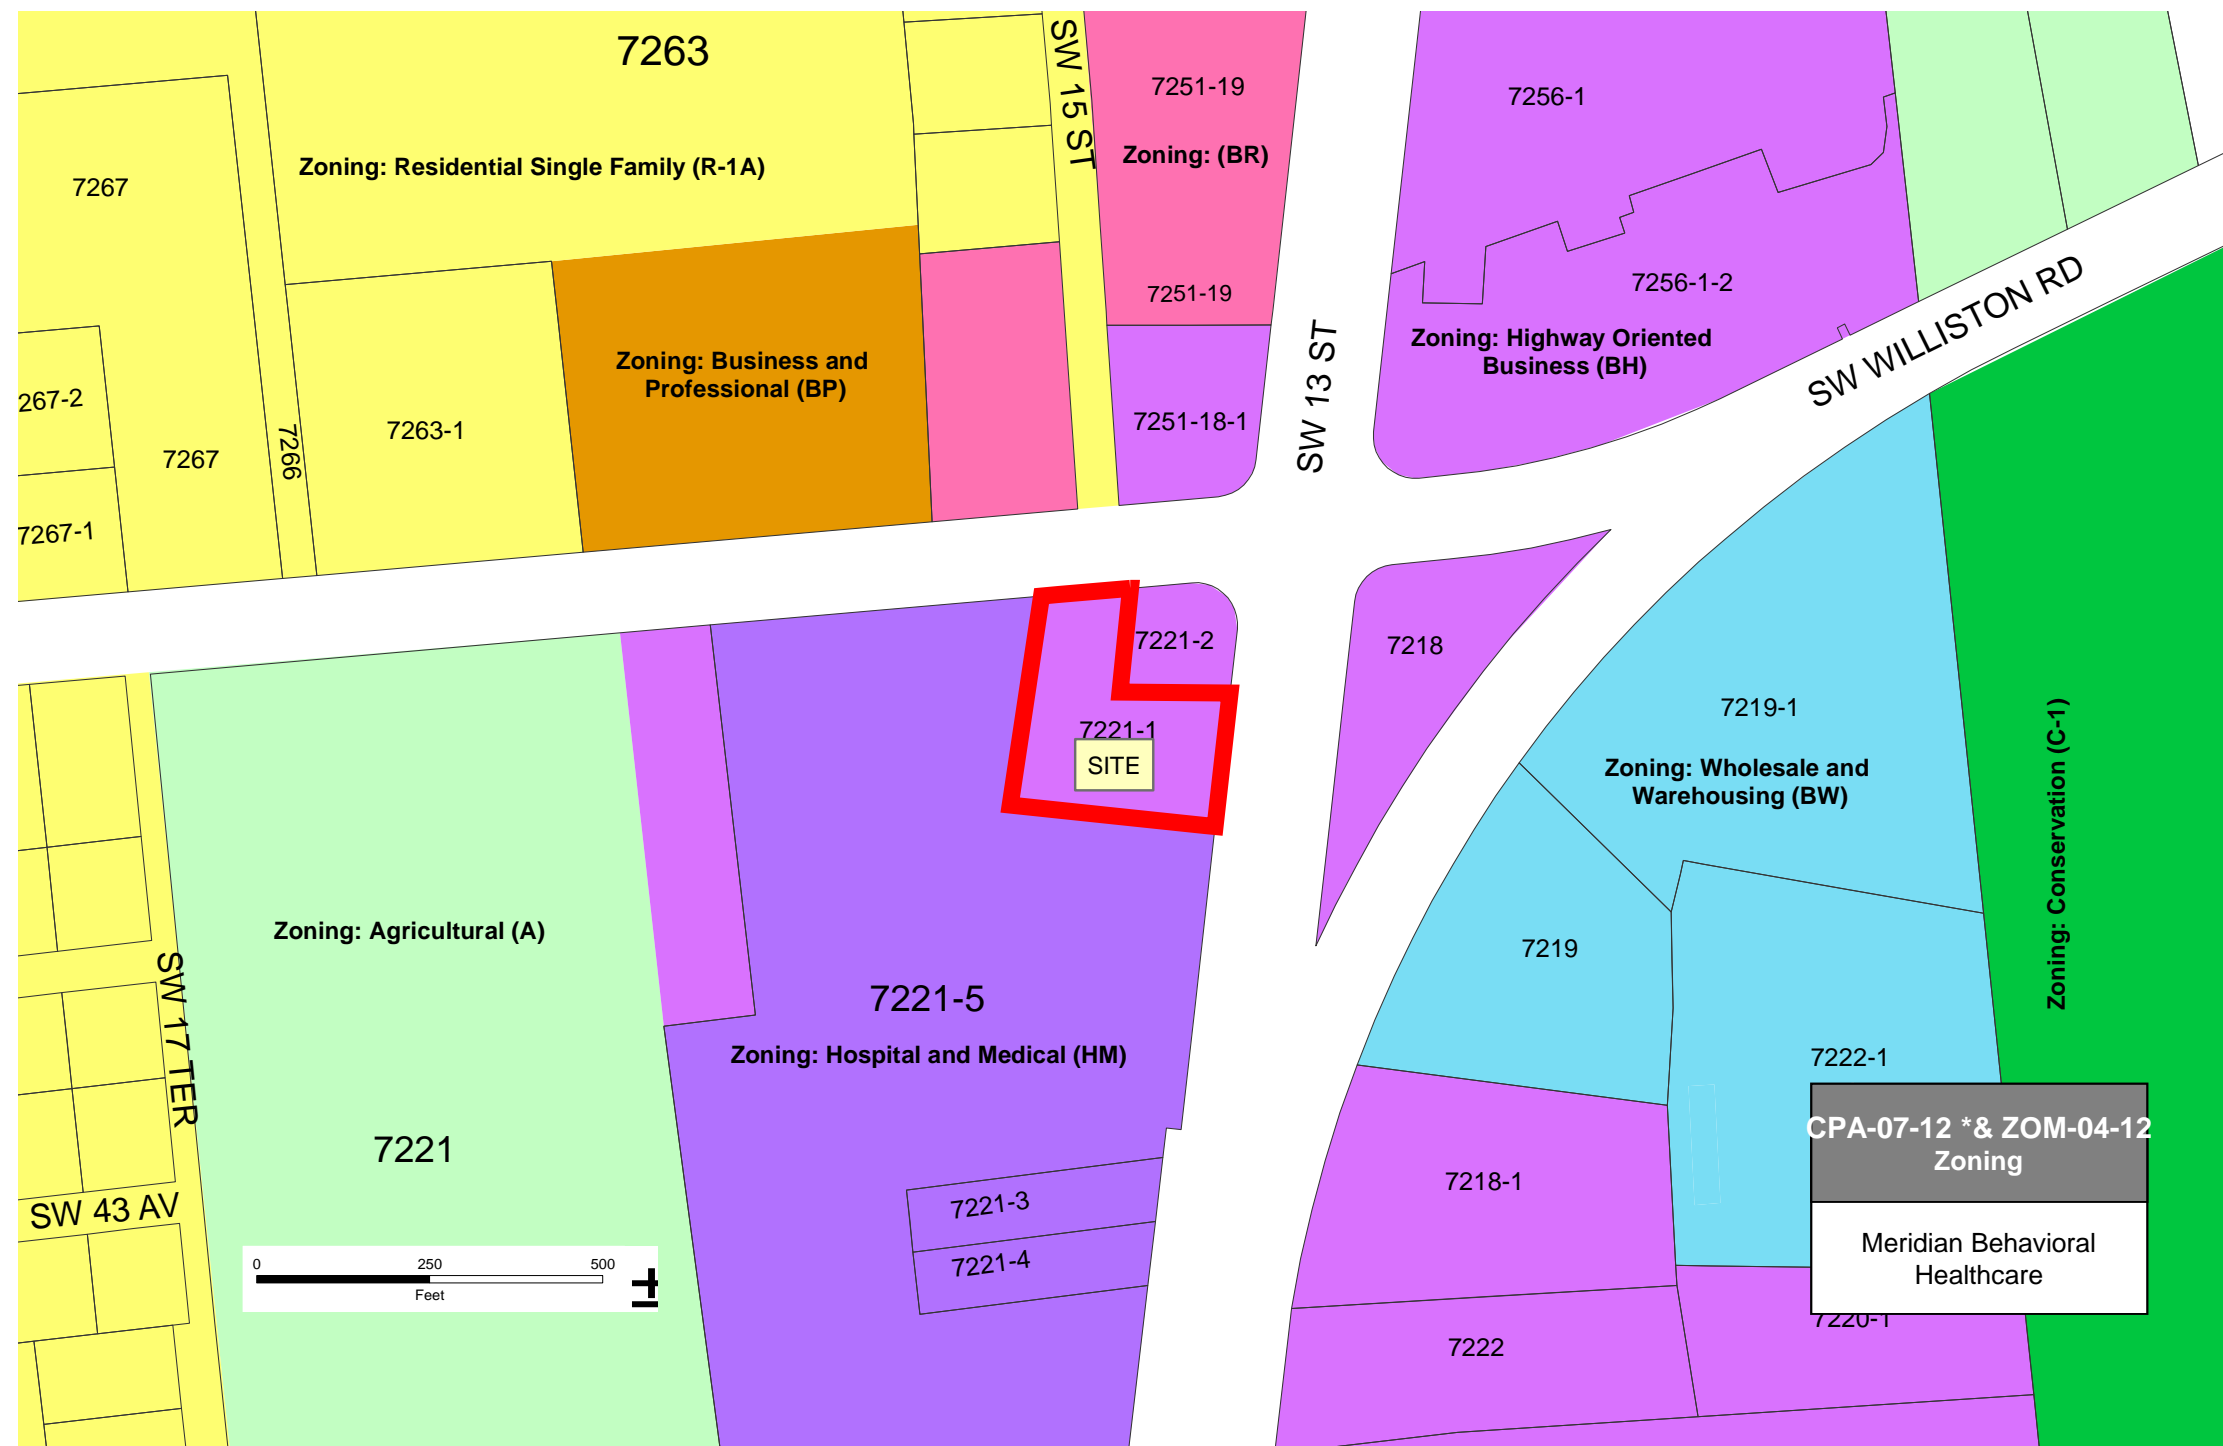 7263
SW 15 ST
7251-19
7256-1
Zoning: Residential Single Family (R-1A)
Zoning: (BR)
7267
7256-1-2
7251-19
SW WILLISTON RD
Zoning: Highway Oriented
Business (BH)
SW 13 ST
Zoning: Business and
Professional (BP)
267-2
7263-1
7251-18-1
7266
7267
7267-1
7221-2
7218
7221-1
SITE
7219-1
Zoning: Wholesale and
Warehousing (BW)
Zoning: Conservation (C-1)
Zoning: Agricultural (A)
7219
SW 17 TER
7221-5
Zoning: Hospital and Medical (HM)
7222-1
CPA-07-12 *& ZOM-04-12
Zoning
7221
7218-1
7221-3
SW 43 AV
7221-4
Meridian Behavioral
Healthcare
0 250 500
Feet
7220-1
7222